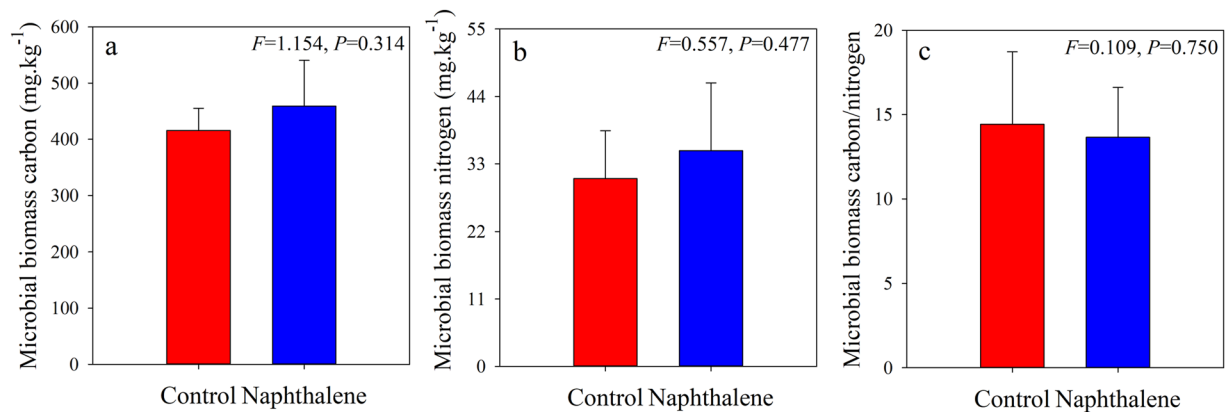 Microbial biomass carbon (mg.kg-1)
600
500
400
300
200
100
0
a
F=1.154, P=0.314
Control Naphthalene
Microbial biomass nitrogen (mg.kg-1)
55
44
33
22
11
0
b
F=0.557, P=0.477
Control Naphthalene
Microbial biomass carbon/nitrogen
20
15
10
5
0
c
F=0.109, P=0.750
Control Naphthalene